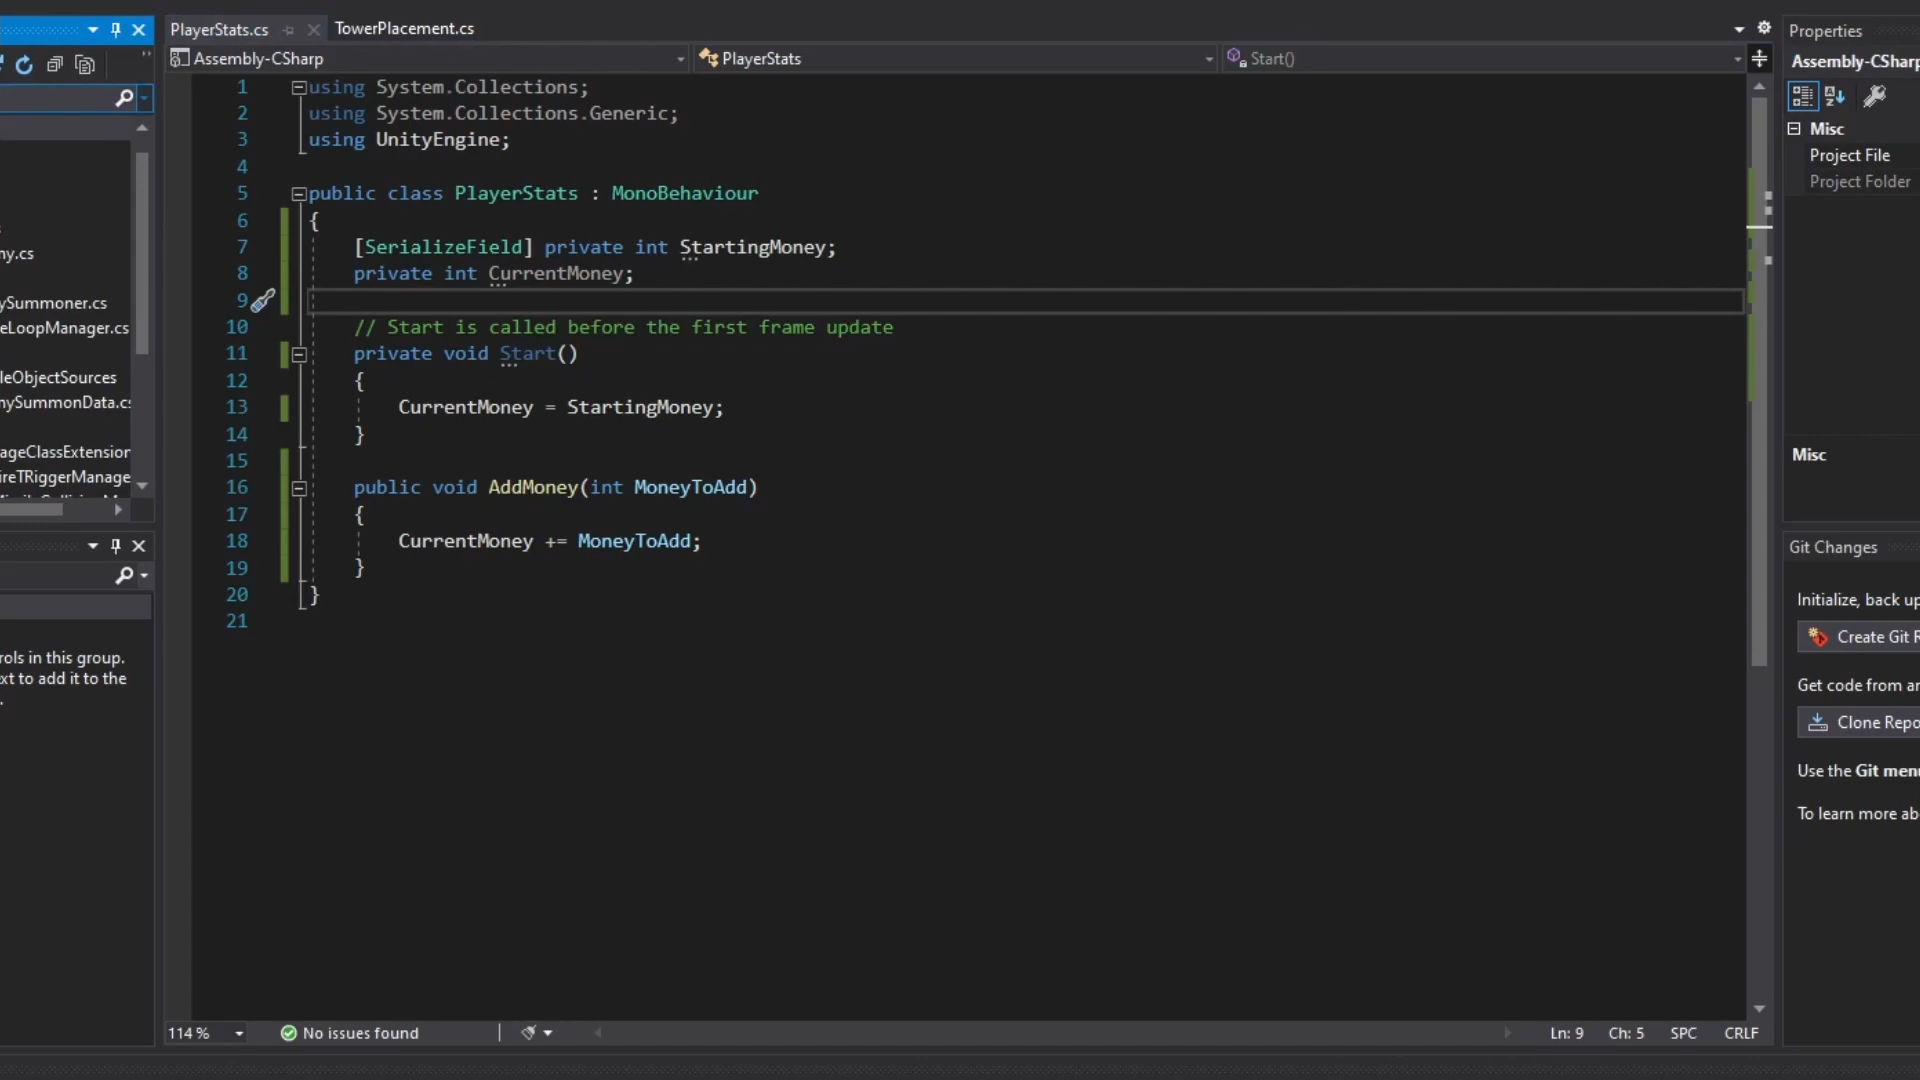 PlayerStats.cs
TowerPlacement.cs
Assembly-CSharp
PlayerStats
Start()
1 using System.Collections;
2 using System.Collections.Generic;
3 using UnityEngine;
4
5 public class PlayerStats : MonoBehaviour
6 {
7 [SerializeField] private int StartingMoney;
8 private int CurrentMoney;
9
10 // Start is called before the first frame update
11 private void Start()
12 {
13 CurrentMoney = StartingMoney;
14 }
15
16 public void AddMoney(int MoneyToAdd)
17 {
18 CurrentMoney += MoneyToAdd;
19 }
20 }
21
114 %
No issues found
Ln: 9 Ch: 5 SPC CRLF
ny.cs
ySummoner.cs
eLoopManager.cs
leObjectSources
nySummonData.cs
ageClassExtension
ireTRiggerManage
rols in this group.
xt to add it to the
.
Properties
Assembly-CSharp
Misc
Project File
Project Folder
Misc
Git Changes
Initialize, back up
Create Git R
Get code from an
Clone Repo
Use the Git menu
To learn more ab